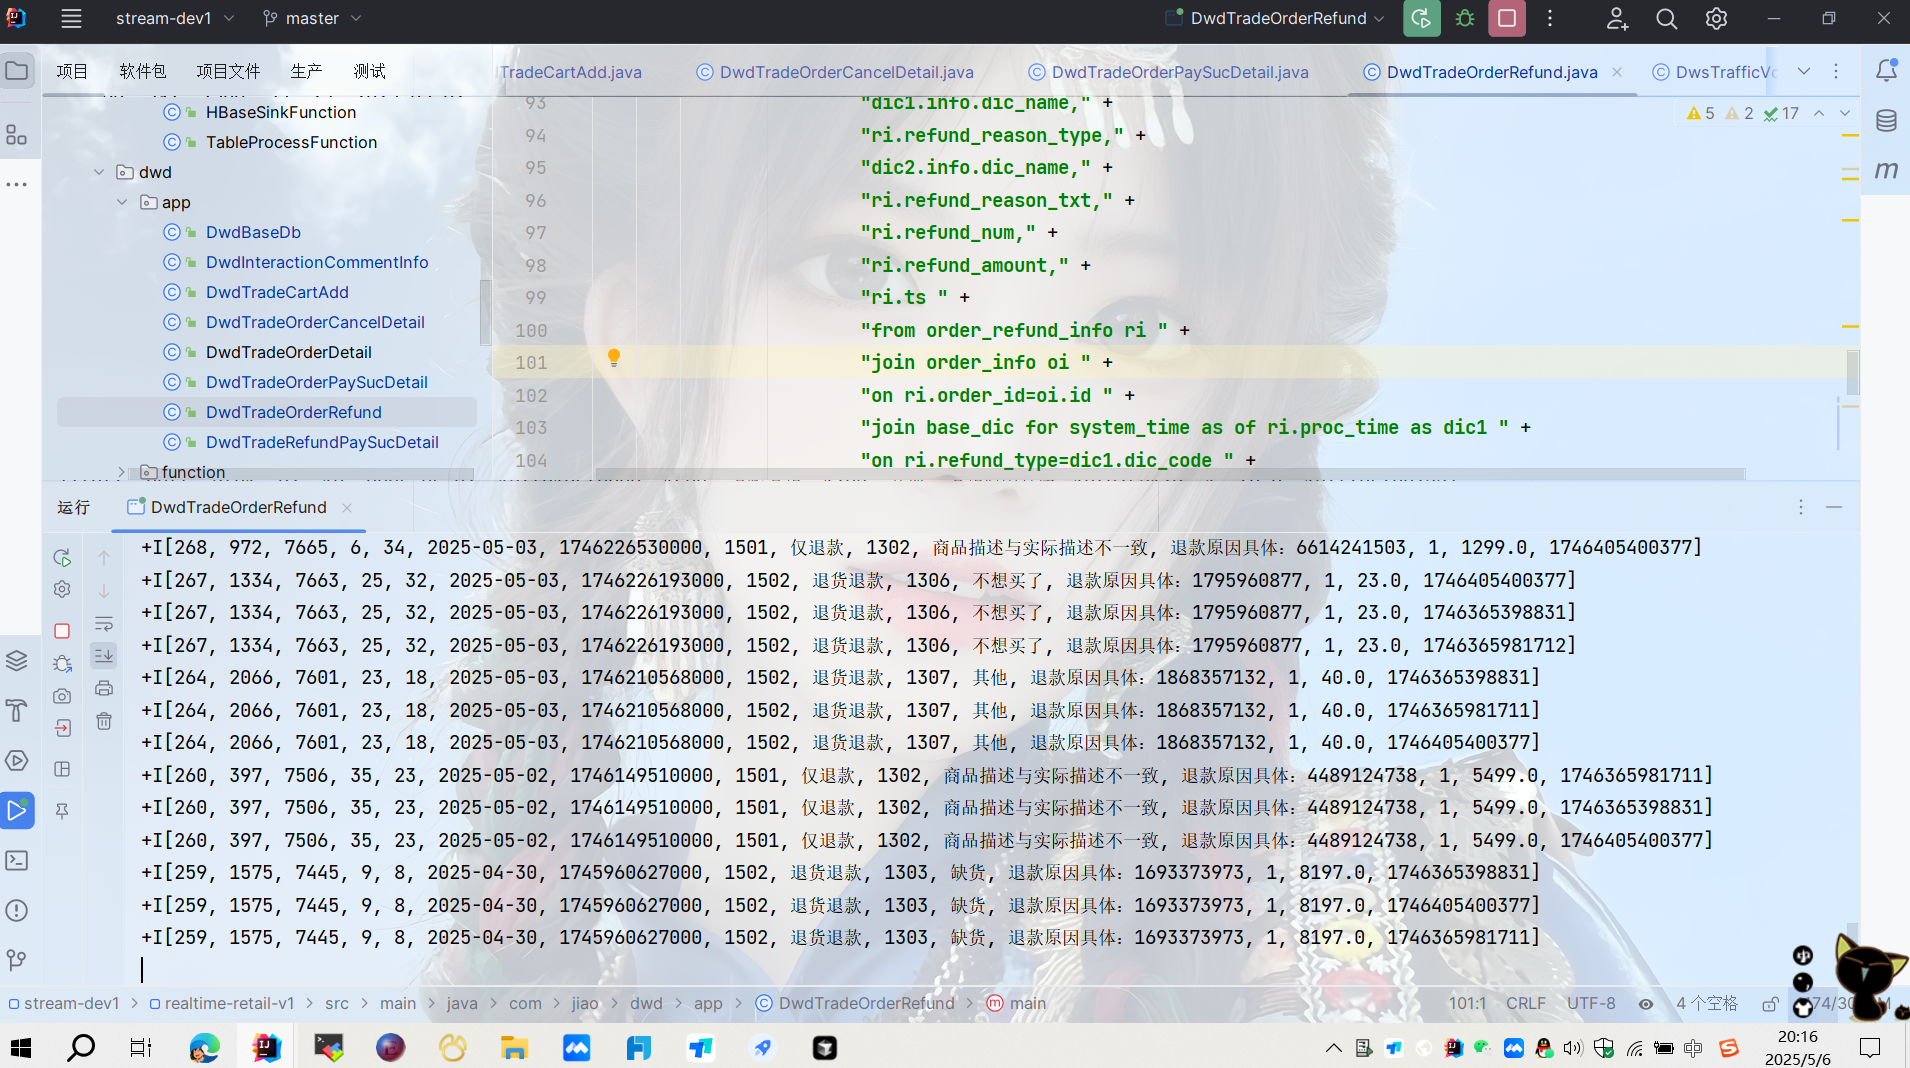 stream-dev1
master
DwdTradeOrderRefund
项目
软件包
项目文件
生产
测试
TradeCartAdd.java
DwdTradeOrderCancelDetail.java
DwdTradeOrderPaySucDetail.java
DwdTradeOrderRefund.java
DwsTrafficVc
HBaseSinkFunction
TableProcessFunction
dwd
app
DwdBaseDb
DwdInteractionCommentInfo
DwdTradeCartAdd
DwdTradeOrderCancelDetail
DwdTradeOrderDetail
DwdTradeOrderPaySucDetail
DwdTradeOrderRefund
DwdTradeRefundPaySucDetail
function
5 2 17
93 "dic1.info.dic_name," +
94 "ri.refund_reason_type," +
95 "dic2.info.dic_name," +
96 "ri.refund_reason_txt," +
97 "ri.refund_num," +
98 "ri.refund_amount," +
99 "ri.ts " +
100 "from order_refund_info ri " +
101 "join order_info oi " +
102 "on ri.order_id=oi.id " +
103 "join base_dic for system_time as of ri.proc_time as dic1 " +
104 "on ri.refund_type=dic1.dic_code " +
m
运行
DwdTradeOrderRefund
+I[268, 972, 7665, 6, 34, 2025-05-03, 1746226530000, 1501, 仅退款, 1302, 商品描述与实际描述不一致, 退款原因具体：6614241503, 1, 1299.0, 1746405400377]
+I[267, 1334, 7663, 25, 32, 2025-05-03, 1746226193000, 1502, 退货退款, 1306, 不想买了, 退款原因具体：1795960877, 1, 23.0, 1746405400377]
+I[267, 1334, 7663, 25, 32, 2025-05-03, 1746226193000, 1502, 退货退款, 1306, 不想买了, 退款原因具体：1795960877, 1, 23.0, 1746365398831]
+I[267, 1334, 7663, 25, 32, 2025-05-03, 1746226193000, 1502, 退货退款, 1306, 不想买了, 退款原因具体：1795960877, 1, 23.0, 1746365981712]
+I[264, 2066, 7601, 23, 18, 2025-05-03, 1746210568000, 1502, 退货退款, 1307, 其他, 退款原因具体：1868357132, 1, 40.0, 1746365398831]
+I[264, 2066, 7601, 23, 18, 2025-05-03, 1746210568000, 1502, 退货退款, 1307, 其他, 退款原因具体：1868357132, 1, 40.0, 1746365981711]
+I[264, 2066, 7601, 23, 18, 2025-05-03, 1746210568000, 1502, 退货退款, 1307, 其他, 退款原因具体：1868357132, 1, 40.0, 1746405400377]
+I[260, 397, 7506, 35, 23, 2025-05-02, 1746149510000, 1501, 仅退款, 1302, 商品描述与实际描述不一致, 退款原因具体：4489124738, 1, 5499.0, 1746365981711]
+I[260, 397, 7506, 35, 23, 2025-05-02, 1746149510000, 1501, 仅退款, 1302, 商品描述与实际描述不一致, 退款原因具体：4489124738, 1, 5499.0, 1746365398831]
+I[260, 397, 7506, 35, 23, 2025-05-02, 1746149510000, 1501, 仅退款, 1302, 商品描述与实际描述不一致, 退款原因具体：4489124738, 1, 5499.0, 1746405400377]
+I[259, 1575, 7445, 9, 8, 2025-04-30, 1745960627000, 1502, 退货退款, 1303, 缺货, 退款原因具体：1693373973, 1, 8197.0, 1746365398831]
+I[259, 1575, 7445, 9, 8, 2025-04-30, 1745960627000, 1502, 退货退款, 1303, 缺货, 退款原因具体：1693373973, 1, 8197.0, 1746405400377]
+I[259, 1575, 7445, 9, 8, 2025-04-30, 1745960627000, 1502, 退货退款, 1303, 缺货, 退款原因具体：1693373973, 1, 8197.0, 1746365981711]
stream-dev1 > realtime-retail-v1 > src > main > java > com > jiao > dwd > app > DwdTradeOrderRefund > main
101:1 CRLF UTF-8 4 个空格
20:16
2025/5/6